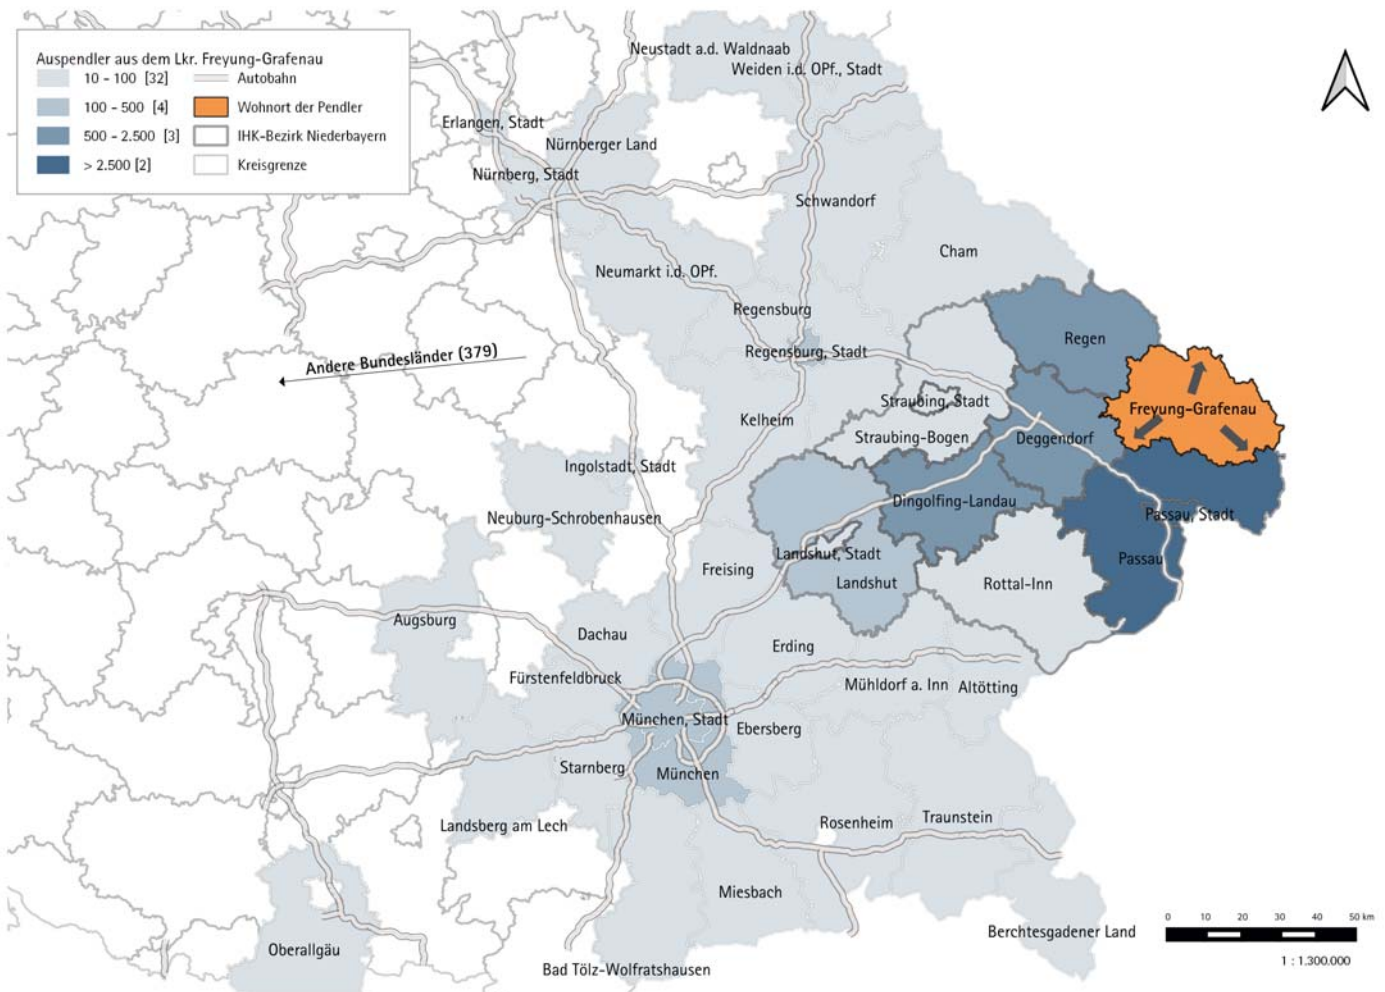 Auspendler aus dem Lkr. Freyung-Grafenau
10 - 100 [32]
Autobahn
100 - 500 [4]
Wohnort der Pendler
500 - 2.500 [3]
IHK-Bezirk Niederbayern
> 2.500 [2]
Kreisgrenze
Neustadt a.d. Waldnaab
Weiden i.d. OPf., Stadt
Erlangen, Stadt
Nürnberger Land
Nürnberg, Stadt
Schwandorf
Cham
Neumarkt i.d. OPf.
Regensburg
Regen
Andere Bundesländer (379)
Regensburg, Stadt
Straubing, Stadt
Freyung-Grafenau
Kelheim
Straubing-Bogen
Deggendorf
Ingolstadt, Stadt
Dingolfing-Landau
Neuburg-Schrobenhausen
Passau, Stadt
Landshut, Stadt
Passau
Freising
Landshut
Rottal-Inn
Augsburg
Dachau
Erding
Fürstenfeldbruck
Mühldorf a. Inn
Altötting
München, Stadt
Ebersberg
Starnberg
München
Landsberg am Lech
Rosenheim
Traunstein
Miesbach
Oberallgäu
Berchtesgadener Land
Bad Tölz-Wolfratshausen
0 10 20 30 40 50 km
1 : 1.300.000